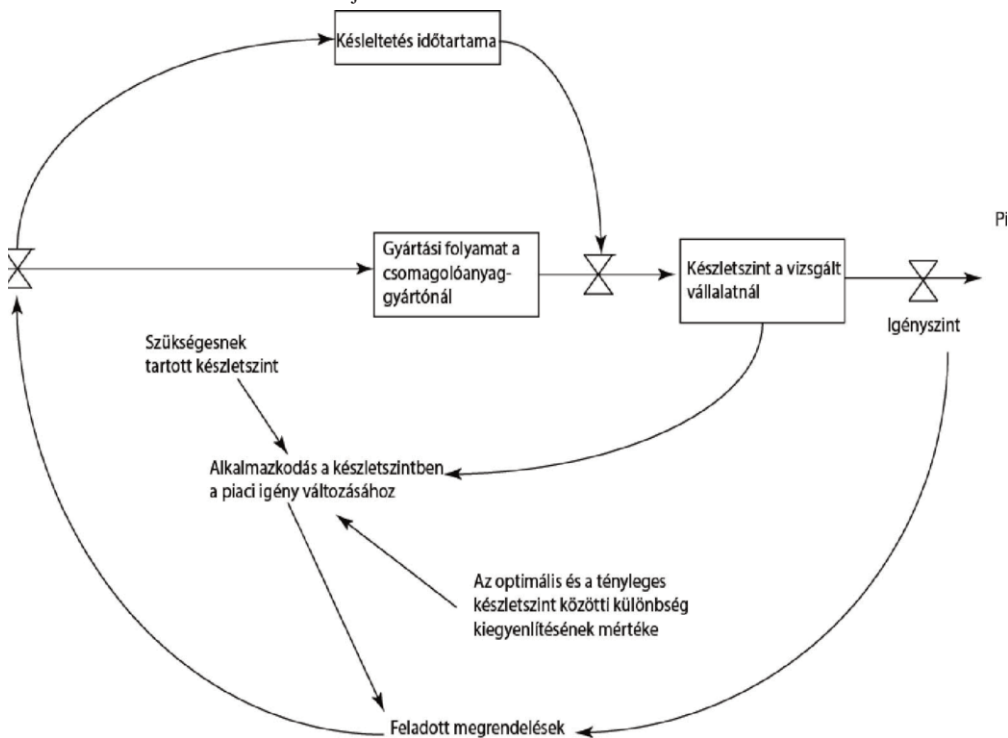 Késleltetés időtartama
Pi
Gyártási folyamat a
csomagolóanyag-
gyártónál
Készletszint a vizsgált
vállalatnál
Igényszint
Szükségesnek
tartott készletszint
Alkalmazkodás a készletszintben
a piaci igény változásához
Az optimális és a tényleges
készletszint közötti különbség
kiegyenlítésének mértéke
Feladott megrendelések